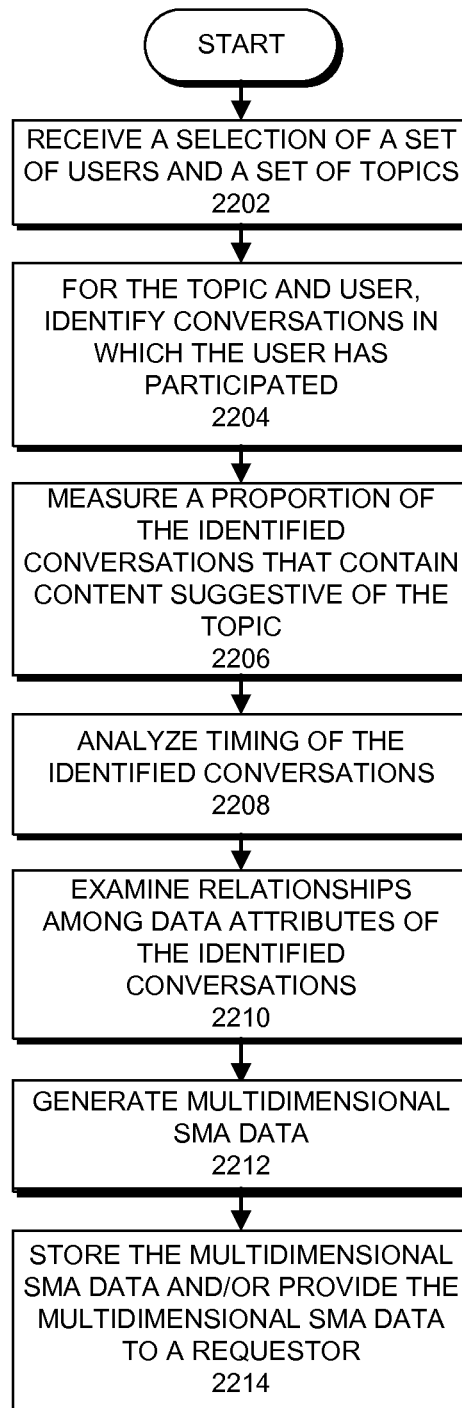 START
RECEIVE A SELECTION OF A SET
OF USERS AND A SET OF TOPICS
2202
FOR THE TOPIC AND USER,
IDENTIFY CONVERSATIONS IN
WHICH THE USER HAS
PARTICIPATED
2204
MEASURE A PROPORTION OF
THE IDENTIFIED
CONVERSATIONS THAT CONTAIN
CONTENT SUGGESTIVE OF THE
TOPIC
2206
ANALYZE TIMING OF THE
IDENTIFIED CONVERSATIONS
2208
EXAMINE RELATIONSHIPS
AMONG DATA ATTRIBUTES OF
THE IDENTIFIED
CONVERSATIONS
2210
GENERATE MULTIDIMENSIONAL
SMA DATA
2212
STORE THE MULTIDIMENSIONAL
SMA DATA AND/OR PROVIDE THE
MULTIDIMENSIONAL SMA DATA
TO A REQUESTOR
2214